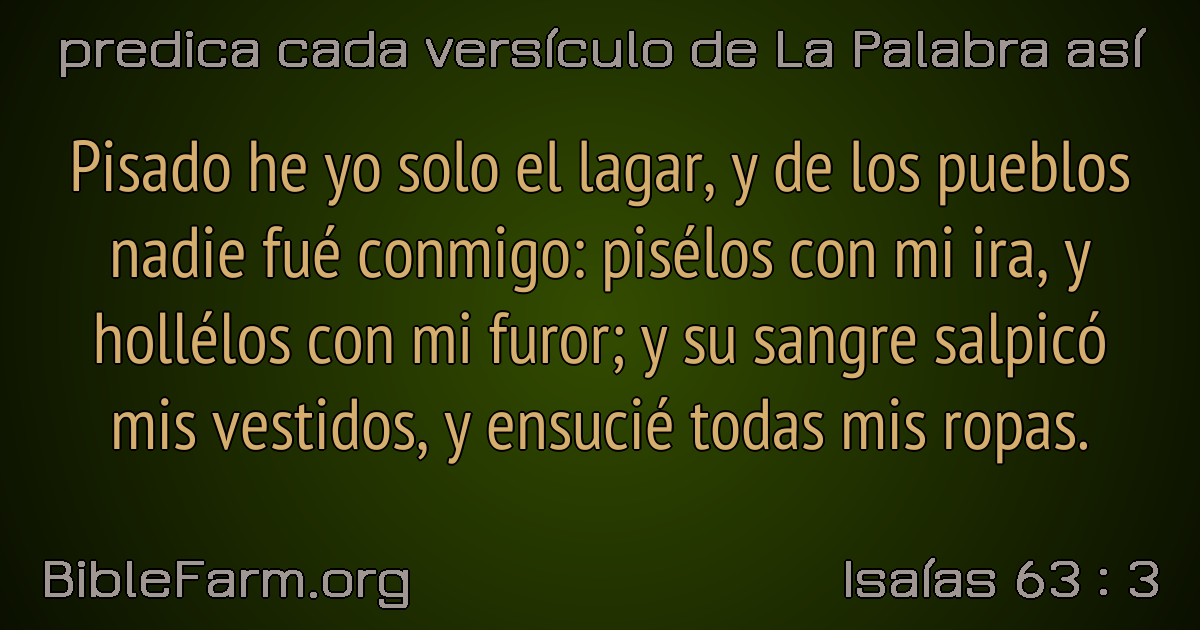 predica cada versículo de La Palabra así
Pisado he yo solo el lagar, y de los pueblos
nadie fué conmigo: pisélos con mi ira, y
hollélos con mi furor; y su sangre salpicó
mis vestidos, y ensucié todas mis ropas.
BibleFarm.org
Isaías 63 : 3